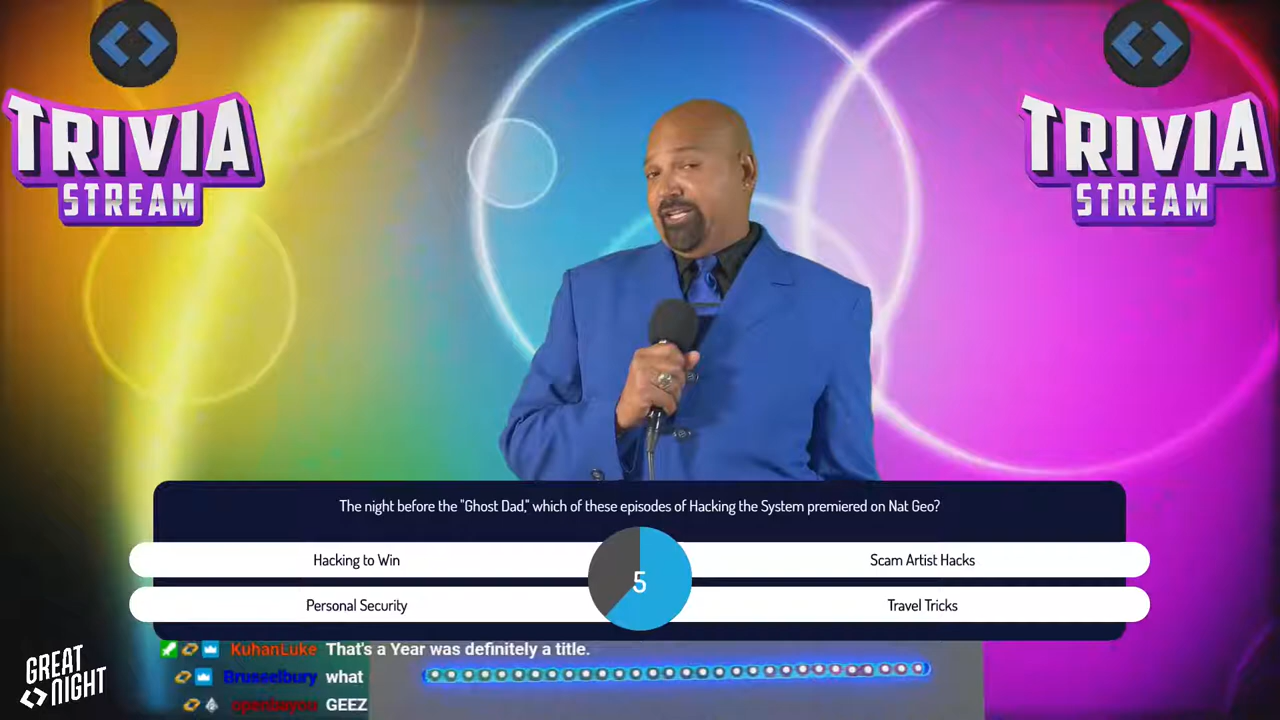 TRIVIA
STREAM
TRIVIA
STREAM
The night before the "Ghost Dad," which of these episodes of Hacking the System premiered on Nat Geo?
Hacking to Win
Scam Artist Hacks
5
Personal Security
Travel Tricks
KuhanLuke That's a Year was definitely a title.
Brusselbury what
GEEZ
GREAT
NIGHT